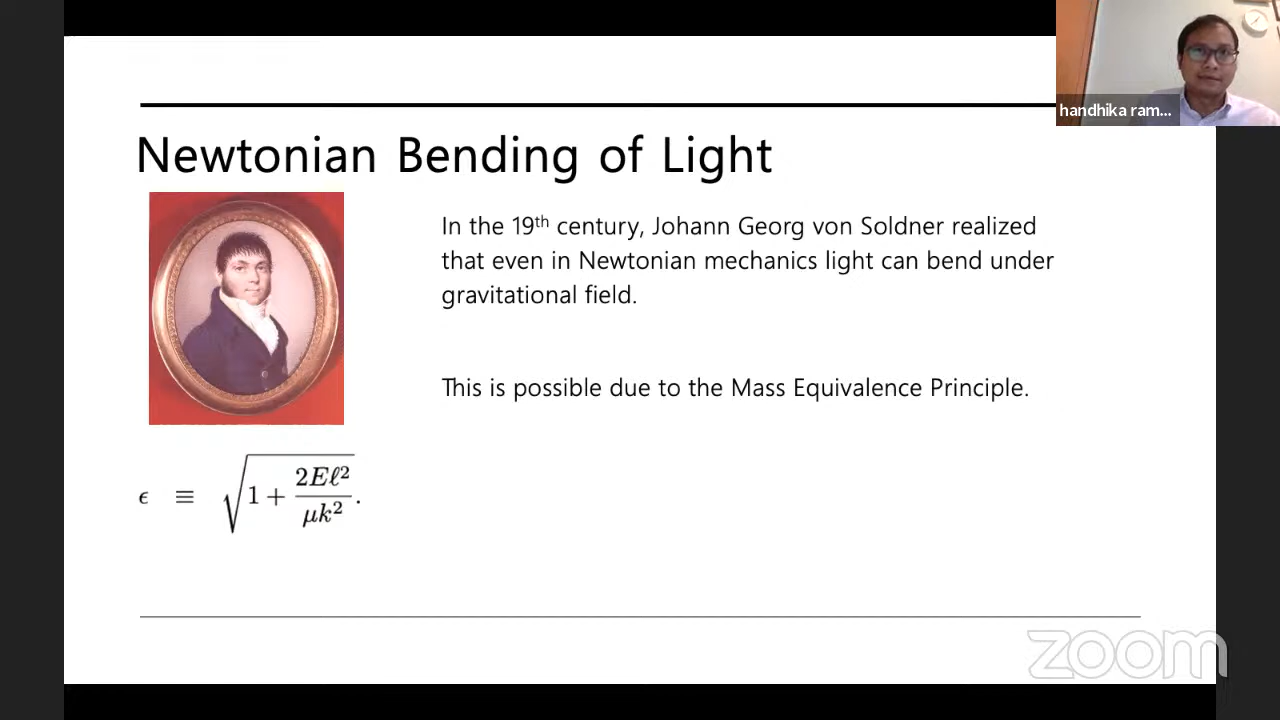 handhika ram...
Newtonian Bending of Light
In the 19th century, Johann Georg von Soldner realized
that even in Newtonian mechanics light can bend under
gravitational field.
This is possible due to the Mass Equivalence Principle.
ϵ ≡ √(1 + 2Eℓ²/μk²).
zoom